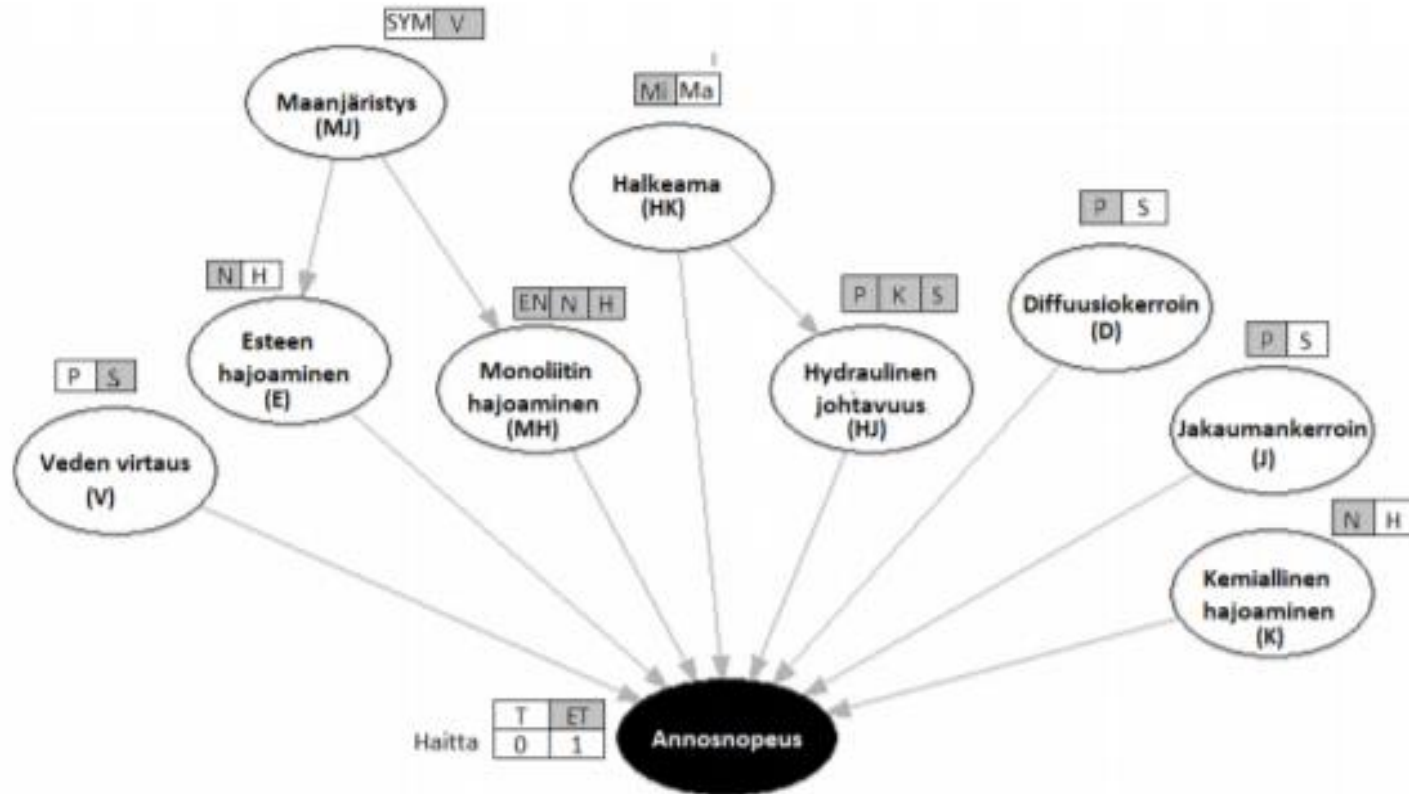 SYM V
Maanjäristys
(MJ)
Mi Ma
Halkeama
(HK)
P S
Diffuusiokerroin
(D)
N H
Esteen
hajoaminen
(E)
EN N H
Monoliitin
hajoaminen
(MH)
P K S
Hydraulinen
johtavuus
(HJ)
P S
Jakaumankerroin
(J)
P S
Veden virtaus
(V)
N H
Kemiallinen
hajoaminen
(K)
T ET
Haitta 0 1
Annosnopeus